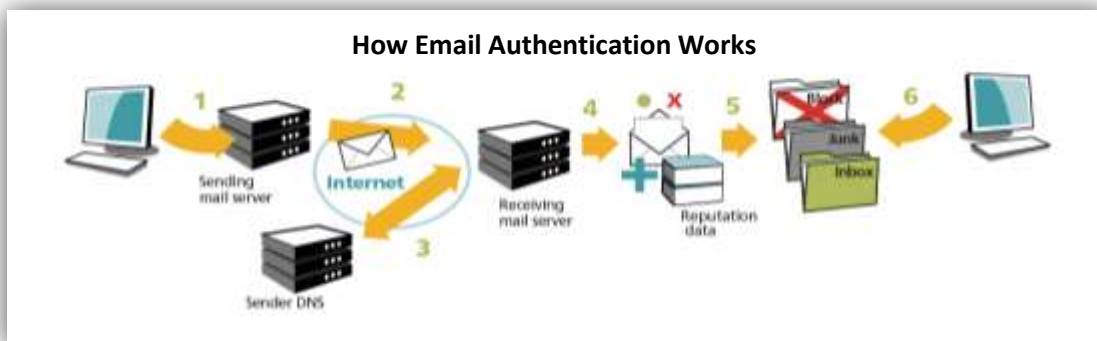 How Email Authentication Works
1
2
3
4
5
6
X
Sending
mail server
Internet
Sender DNS
Receiving
mail server
Reputation
data
Block
Junk
Inbox